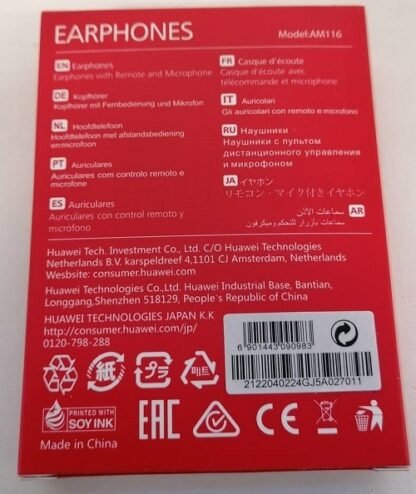 EARPHONES
Model:AM116
EN Earphones
Earphones with Remote and Microphone
DE Kopfhörer
Kopfhörer mit Fernbedienung und Mikrofon
NL Hoofdtelefoon
Hoofdtelefoon met afstandsbediening
en microfoon
PT Auriculares
Auriculares com controlo remoto e
microfone
ES Auriculares
Auriculares con control remoto y
micrófono
FR Casque d'écoute
Casque d'écoute avec
télécommande et microphone
IT Auricolari
Gli auricolari con remoto e microfono
RU Наушники
Наушники с пультом
дистанционного управления
и микрофоном
JA イヤホン
リモコン・マイク付きイヤホン
سماعات الأذن AR
سماعات بأزرار للتحكم وميكرفون
Huawei Tech. Investment Co., Ltd. C/O Huawei Technologies
Netherlands B.V. karspeldreef 4,1101 CJ Amsterdam, Netherlands
Wesbsite: consumer.huawei.com
Huawei Technologies Co., Ltd. Huawei Industrial Base, Bantian,
Longgang,Shenzhen 518129, People's Republic of China
HUAWEI TECHNOLOGIES JAPAN K.K
http://consumer.huawei.com/jp/
0120-798-288
6 901443 090983
2122040224GJ5A027011
紙
페트
PRINTED WITH
SOY INK
EAC
CE
Made in China